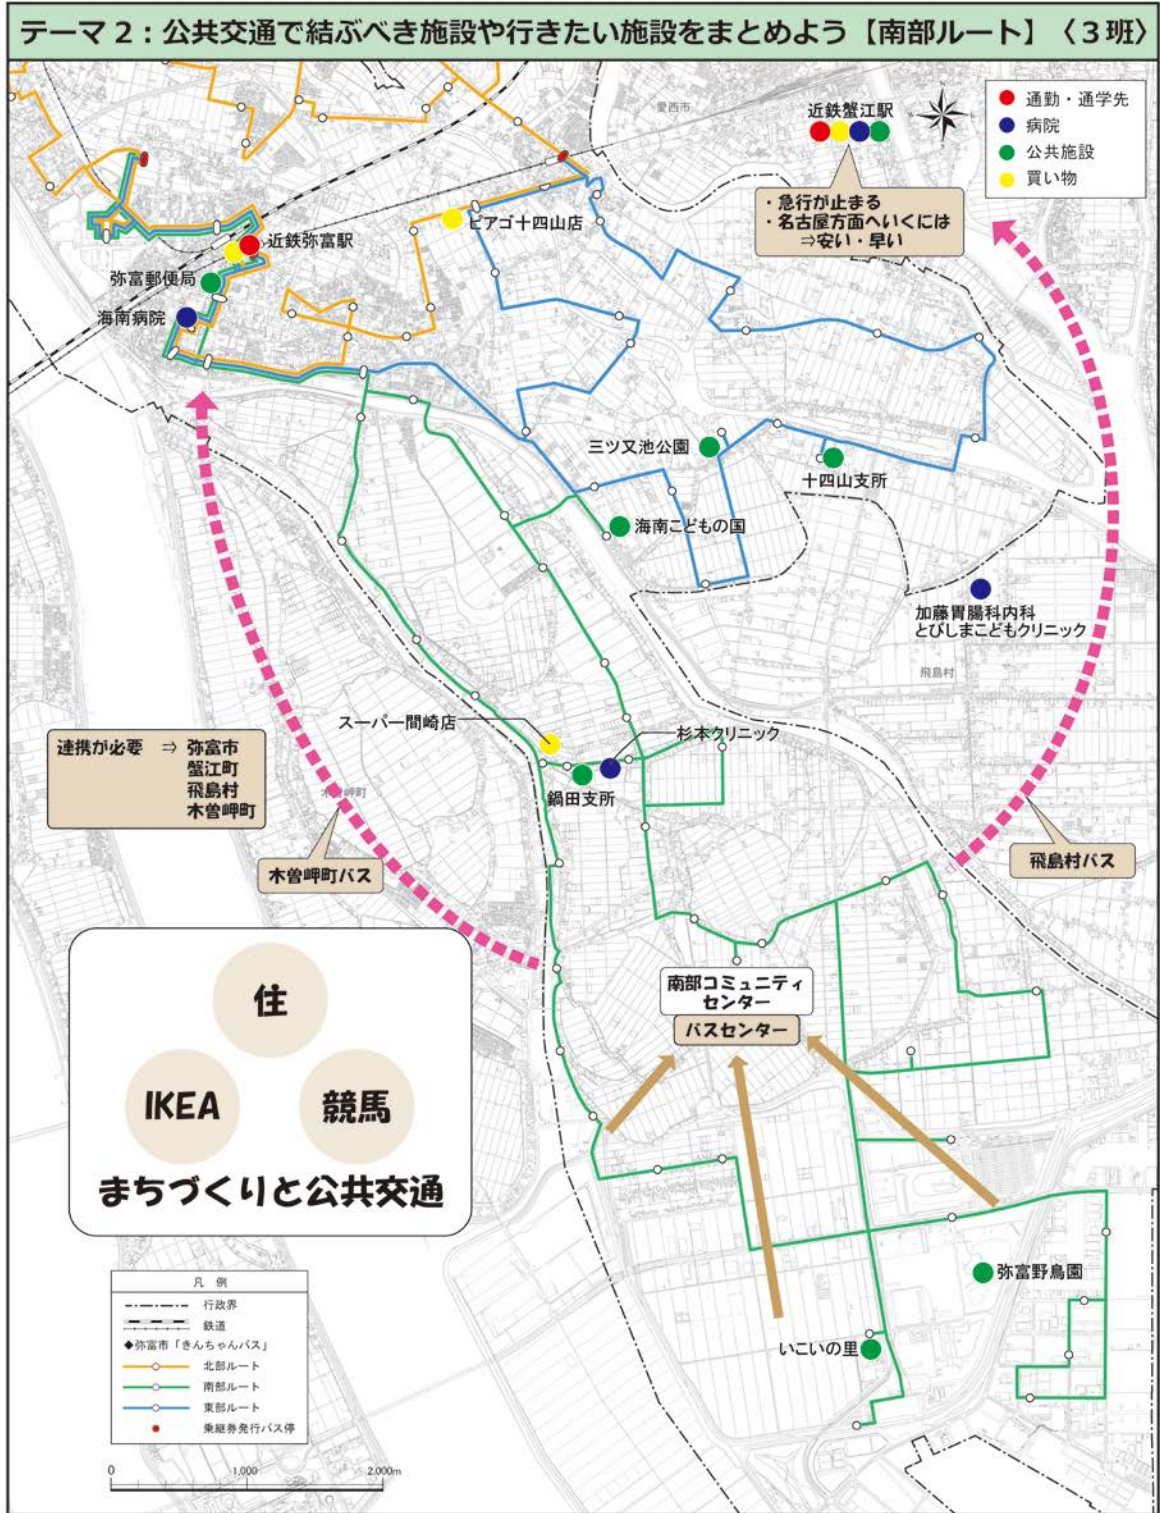 テーマ2:公共交通で結ぶべき施設や行きたい施設をまとめよう【南部ルート】〈3班〉
愛西市
近鉄蟹江駅
通勤・通学先
病院
公共施設
買い物
・急行が止まる
・名古屋方面へいくには
⇒安い・早い
ピアゴ十四山店
近鉄弥富駅
弥富郵便局
海南病院
三ツ又池公園
十四山支所
海南こどもの国
加藤胃腸科内科
とびしまこどもクリニック
飛島村
スーパー間崎店
杉本クリニック
鍋田支所
連携が必要 ⇒ 弥富市
蟹江町
飛島村
木曽岬町
木曽岬町
木曽岬町バス
飛島村バス
南部コミュニティ
センター
バスセンター
住
IKEA
競馬
まちづくりと公共交通
弥富野鳥園
いこいの里
凡 例
行政界
鉄道
◆弥富市「きんちゃんバス」
北部ルート
南部ルート
東部ルート
乗継券発行バス停
0 1,000 2,000m